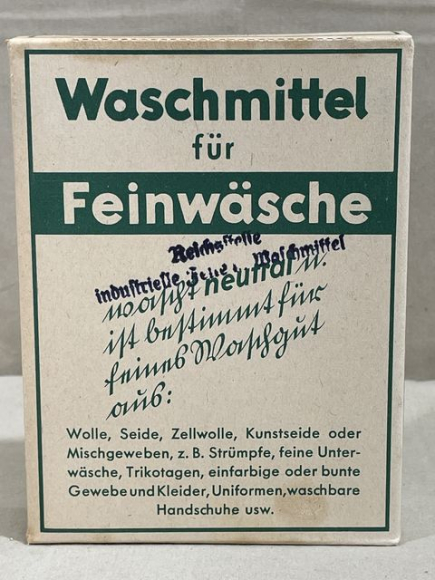 Waschmittel
für
Feinwäsche
Reichsstelle
industrielle Waschmittel
wäscht neutral u.
ist bestimmt für
feines Waschgut
aus:
Wolle, Seide, Zellwolle, Kunstseide oder
Mischgeweben, z. B. Strümpfe, feine Unter-
wäsche, Trikotagen, einfarbige oder bunte
Gewebe und Kleider, Uniformen, waschbare
Handschuhe usw.